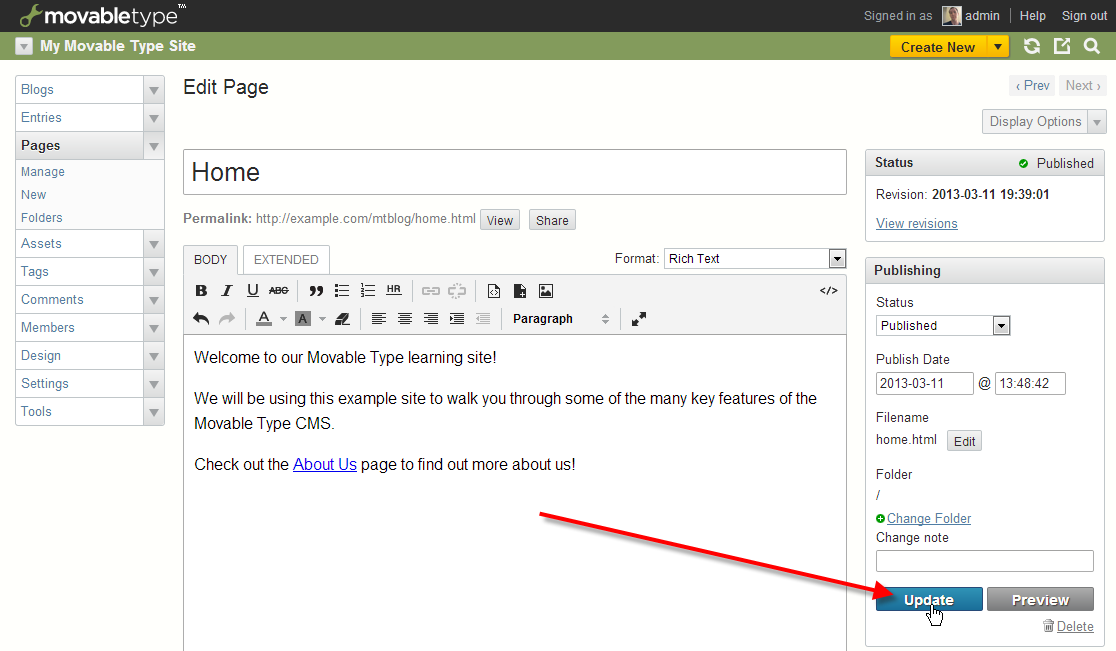 movabletype™
Signed in as admin Help Sign out
My Movable Type Site
Create New
Blogs
Entries
Pages
Manage
New
Folders
Assets
Tags
Comments
Members
Design
Settings
Tools
Edit Page
‹ Prev Next ›
Display Options
Home
Permalink: http://example.com/mtblog/home.html View Share
BODY EXTENDED
Format: Rich Text
B I U ABC HR </>
A A Paragraph
Welcome to our Movable Type learning site!
We will be using this example site to walk you through some of the many key features of the
Movable Type CMS.
Check out the About Us page to find out more about us!
Status Published
Revision: 2013-03-11 19:39:01
View revisions
Publishing
Status
Published
Publish Date
2013-03-11 @ 13:48:42
Filename
home.html Edit
Folder
/
Change Folder
Change note
Update Preview
Delete